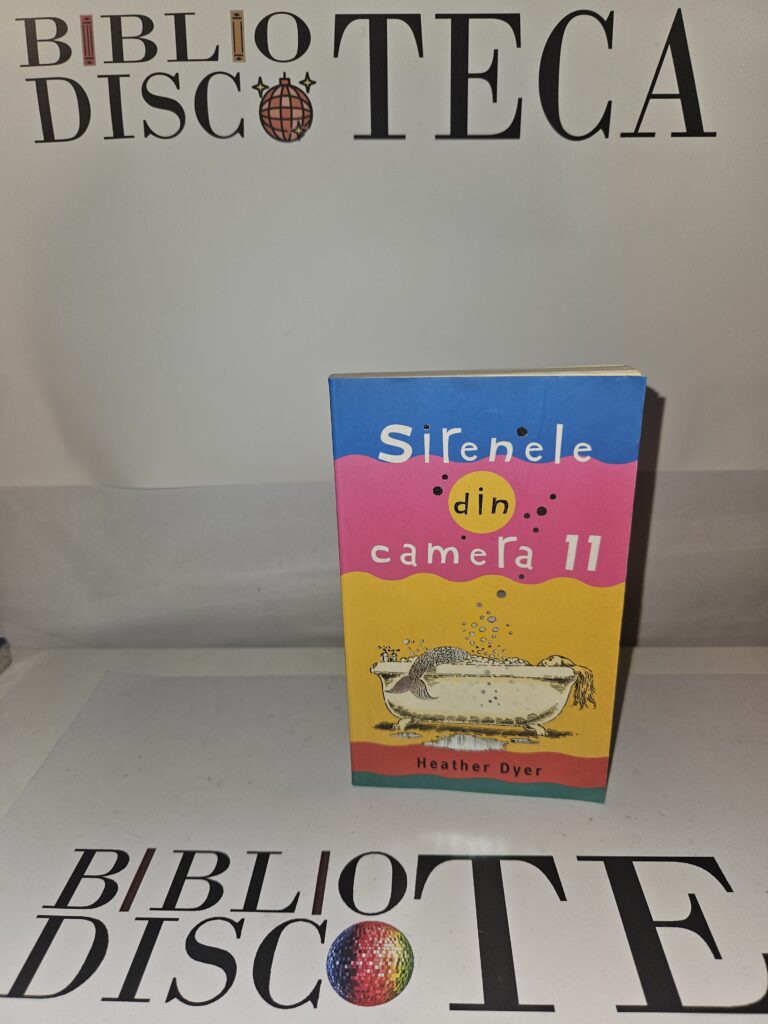 BIBLIO
DISCOTECA
Sirenele
din
camera 11
Heather Dyer
BIBLIO
DISCOTE